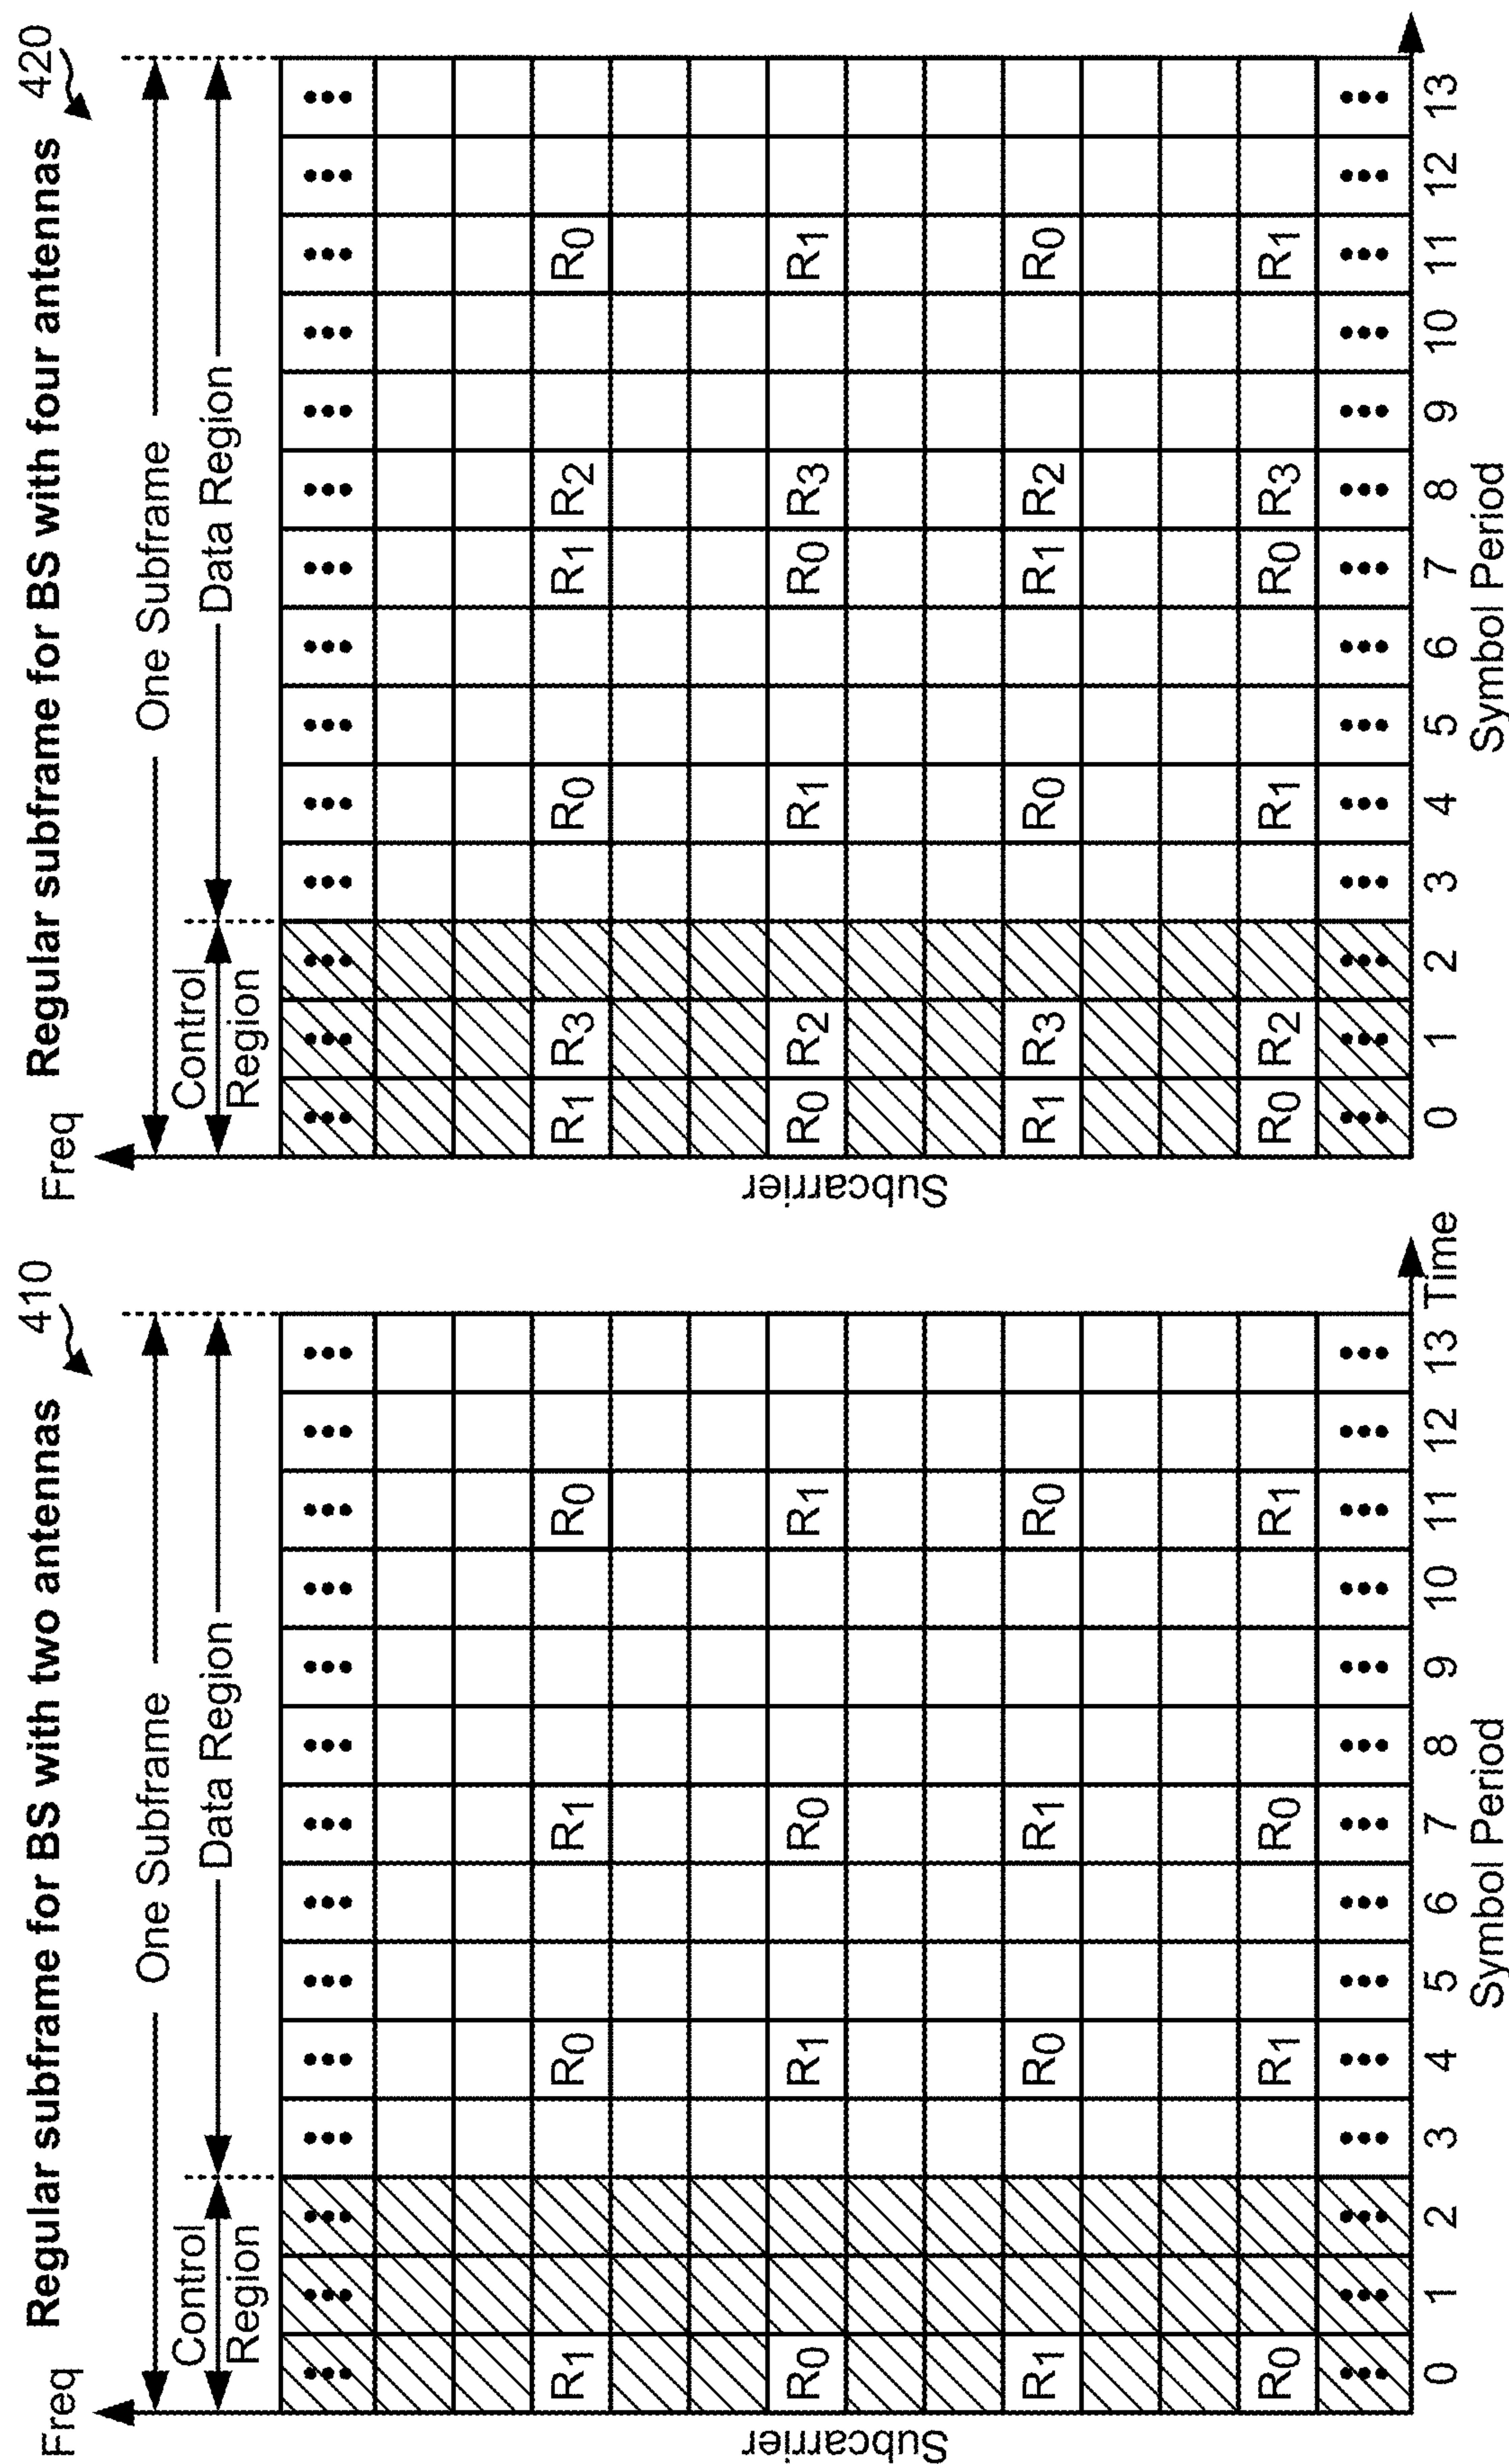 Regular subframe for BS with two antennas 410
Freq
One Subframe
Control Region
Data Region
Subcarrier
R0 R1 R0 R1
R1 R0 R1 R0
R0 R1 R0 R1
R1 R0 R1 R0
0 1 2 3 4 5 6 7 8 9 10 11 12 13
Time
Symbol Period
Regular subframe for BS with four antennas 420
Freq
One Subframe
Control Region
Data Region
Subcarrier
R1 R3 R0 R1 R2 R0
R0 R2 R1 R0 R3 R1
R1 R3 R0 R1 R2 R0
R0 R2 R1 R0 R3 R1
0 1 2 3 4 5 6 7 8 9 10 11 12 13
Symbol Period